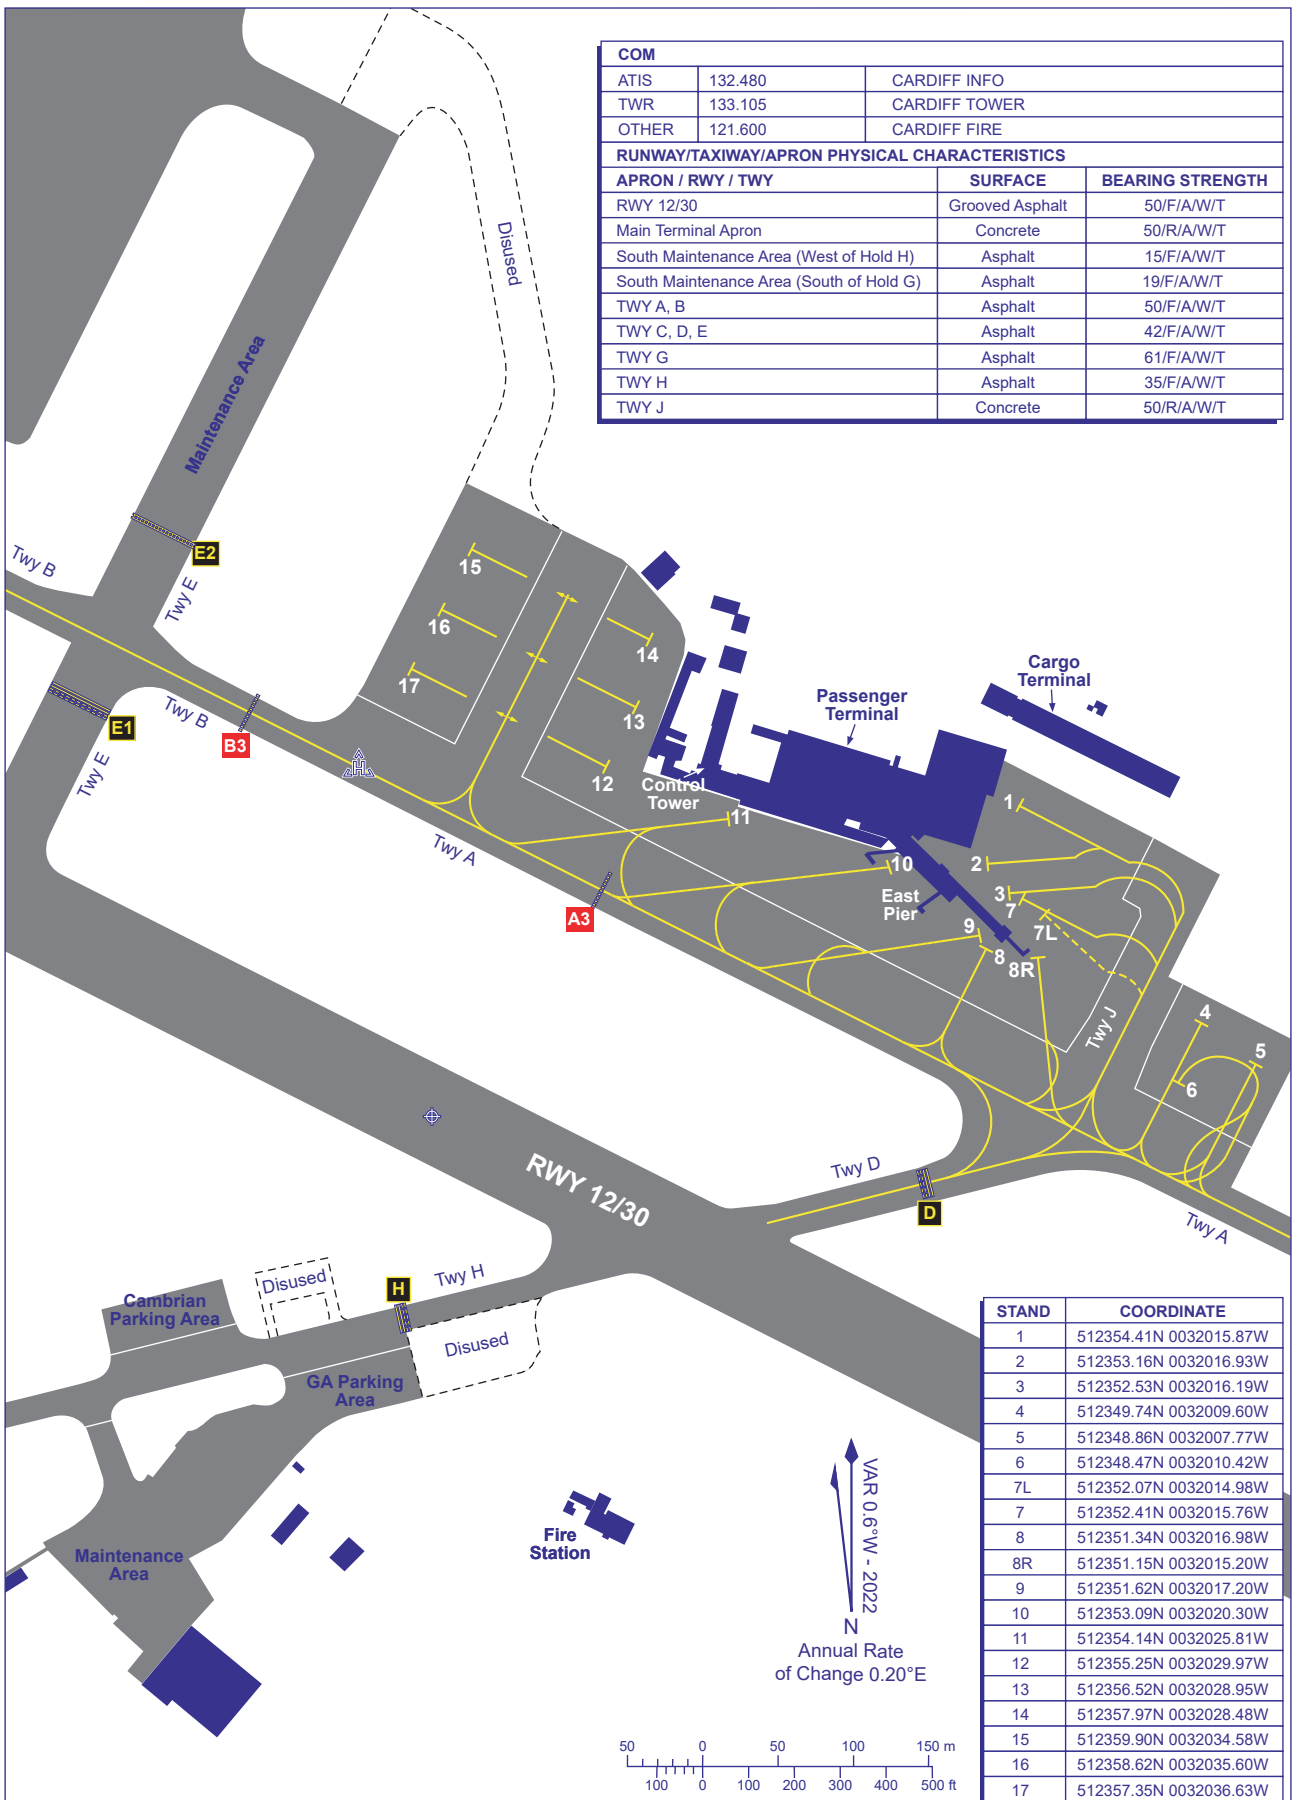 COM
ATIS 132.480 CARDIFF INFO
TWR 133.105 CARDIFF TOWER
OTHER 121.600 CARDIFF FIRE
RUNWAY/TAXIWAY/APRON PHYSICAL CHARACTERISTICS
APRON / RWY / TWY SURFACE BEARING STRENGTH
RWY 12/30 Grooved Asphalt 50/F/A/W/T
Main Terminal Apron Concrete 50/R/A/W/T
South Maintenance Area (West of Hold H) Asphalt 15/F/A/W/T
South Maintenance Area (South of Hold G) Asphalt 19/F/A/W/T
TWY A, B Asphalt 50/F/A/W/T
TWY C, D, E Asphalt 42/F/A/W/T
TWY G Asphalt 61/F/A/W/T
TWY H Asphalt 35/F/A/W/T
TWY J Concrete 50/R/A/W/T
Disused
Maintenance Area
E2
Twy B
Twy E
15
16
17
14
13
12
E1
Twy B
B3
Twy E
H
Passenger
Terminal
Cargo
Terminal
Control
Tower
11
Twy A
A3
10
East
Pier
1
2
3
7
7L
9
8
8R
Twy J
4
5
6
Twy D
D
Twy A
RWY 12/30
Twy H
H
Disused
Cambrian
Parking Area
Disused
GA Parking
Area
Maintenance
Area
Fire
Station
VAR 0.6°W - 2022
N
Annual Rate
of Change 0.20°E
50 0 50 100 150 m
100 0 100 200 300 400 500 ft
STAND COORDINATE
1 512354.41N 0032015.87W
2 512353.16N 0032016.93W
3 512352.53N 0032016.19W
4 512349.74N 0032009.60W
5 512348.86N 0032007.77W
6 512348.47N 0032010.42W
7L 512352.07N 0032014.98W
7 512352.41N 0032015.76W
8 512351.34N 0032016.98W
8R 512351.15N 0032015.20W
9 512351.62N 0032017.20W
10 512353.09N 0032020.30W
11 512354.14N 0032025.81W
12 512355.25N 0032029.97W
13 512356.52N 0032028.95W
14 512357.97N 0032028.48W
15 512359.90N 0032034.58W
16 512358.62N 0032035.60W
17 512357.35N 0032036.63W